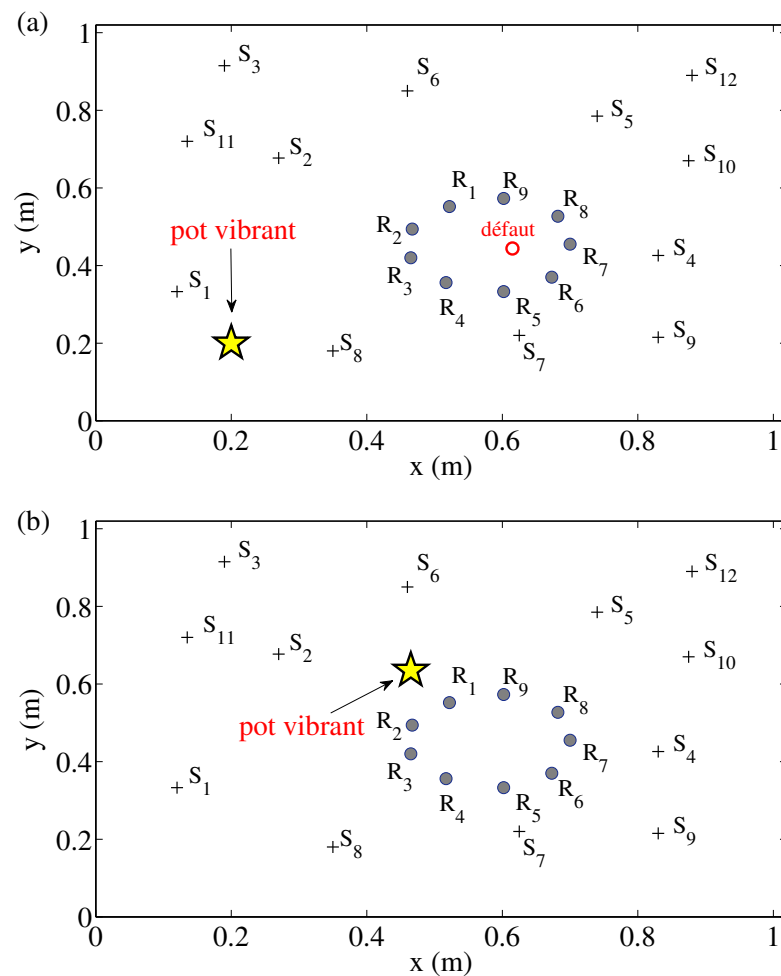 (a)
1
0.8
0.6
0.4
0.2
0
y (m)
S3
S6
S12
S11
S2
S5
S10
R1
R9
R8
R2
pot vibrant
défaut
R7
S4
R3
R6
S1
R4
R5
S8
S7
S9
0
0.2
0.4
0.6
0.8
1
x (m)
(b)
1
0.8
0.6
0.4
0.2
0
y (m)
S3
S6
S12
S11
S2
S5
S10
R1
R9
R8
pot vibrant
R2
R7
S4
R3
R6
S1
R4
R5
S8
S7
S9
0
0.2
0.4
0.6
0.8
1
x (m)